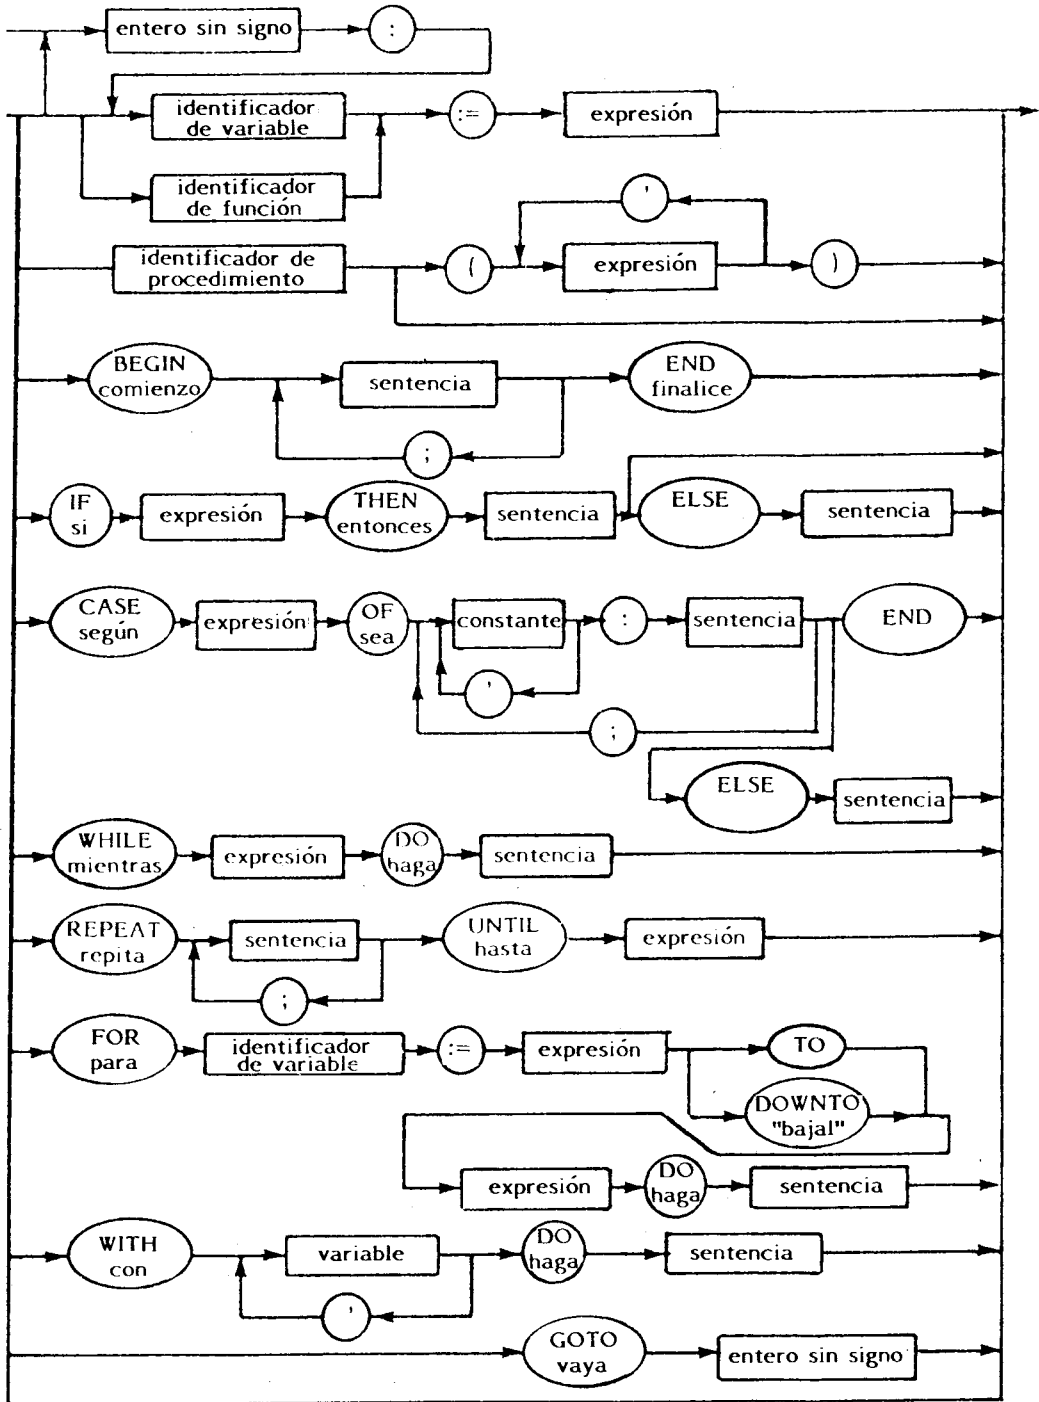 entero sin signo :
identificador
de variable
:= expresión
identificador
de función
,
identificador de
procedimiento
( expresión )
BEGIN
comienzo
sentencia
END
finalice
;
IF
si
expresión
THEN
entonces
sentencia
ELSE
sentencia
CASE
según
expresión
OF
sea
constante : sentencia
END
,
;
ELSE
sentencia
WHILE
mientras
expresión
DO
haga
sentencia
REPEAT
repita
sentencia
UNTIL
hasta
expresión
;
FOR
para
identificador
de variable
:= expresión
TO
DOWNTO
"bajal"
expresión
DO
haga
sentencia
WITH
con
variable
DO
haga
sentencia
,
GOTO
vaya
entero sin signo